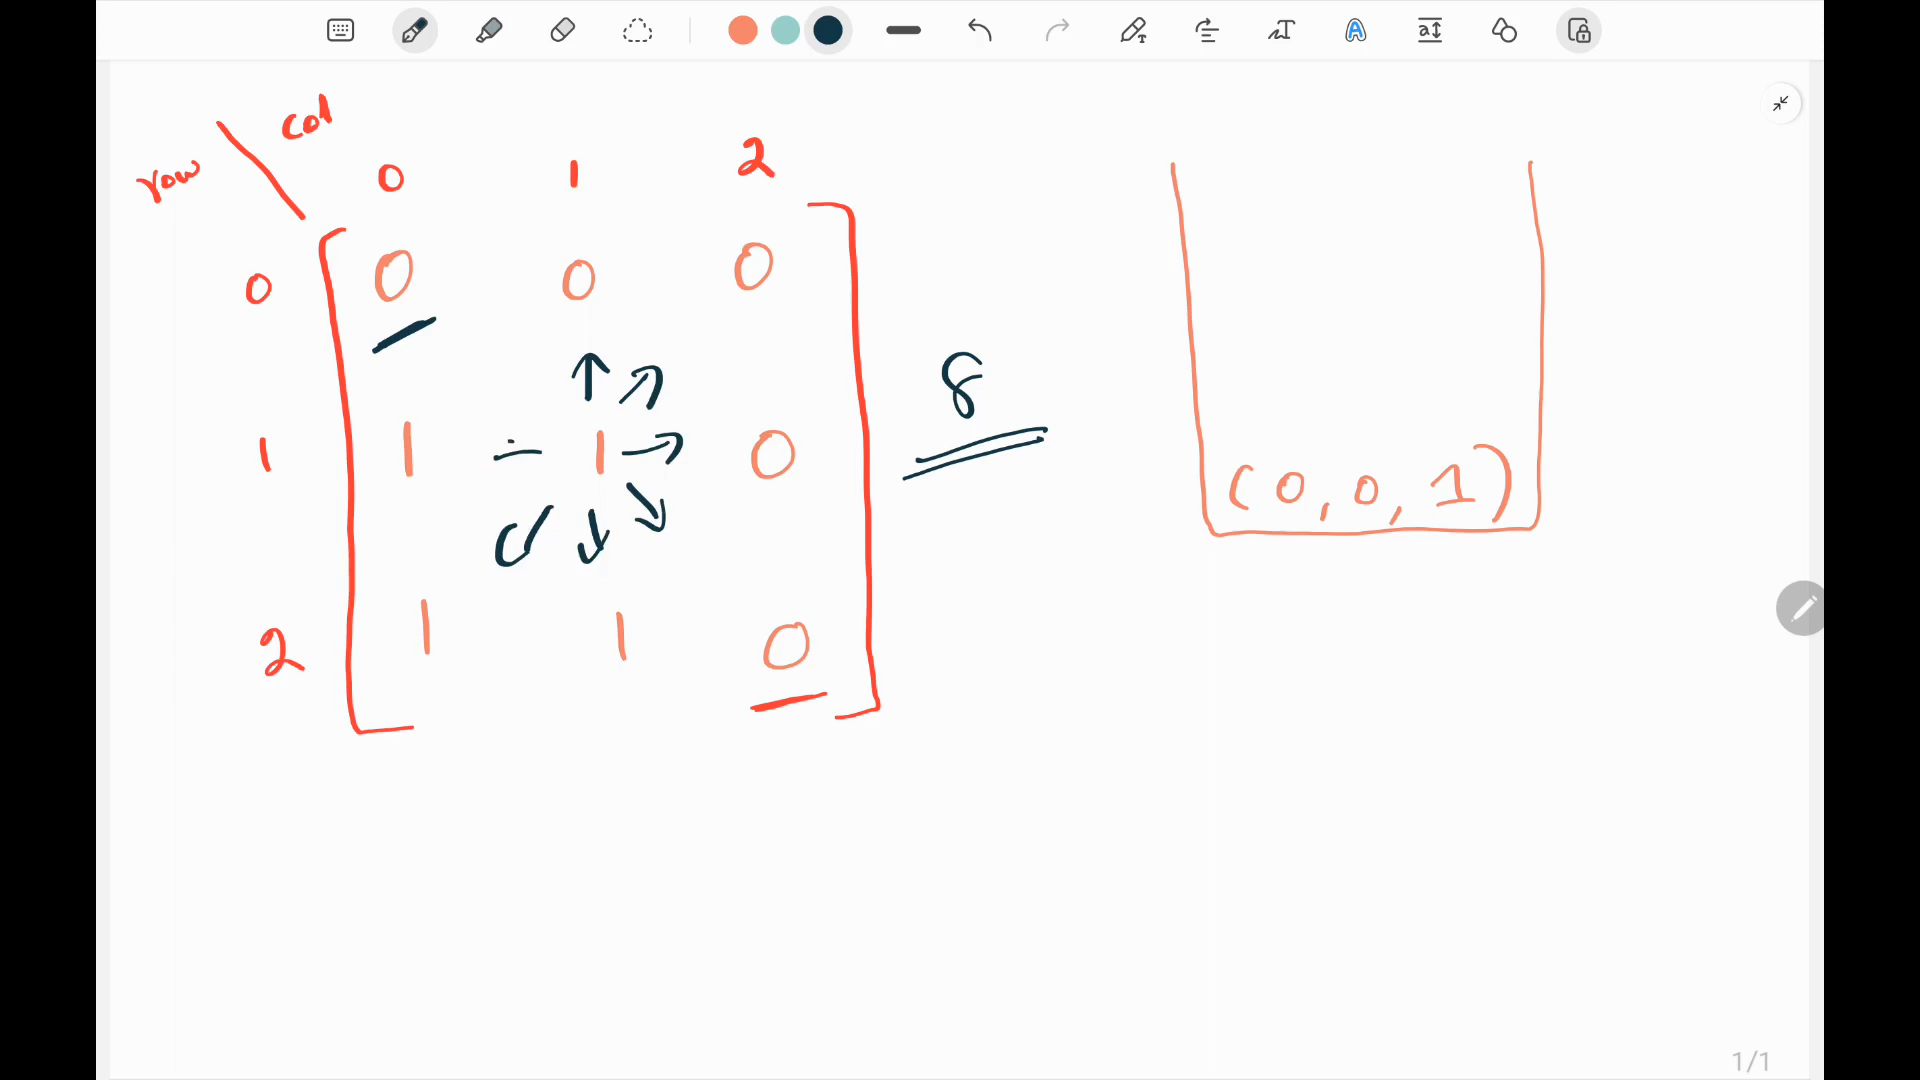 col
row
0 1 2
0 0 0 0
8
1 1 1 0
(0,0,1)
2 1 1 0
1/1